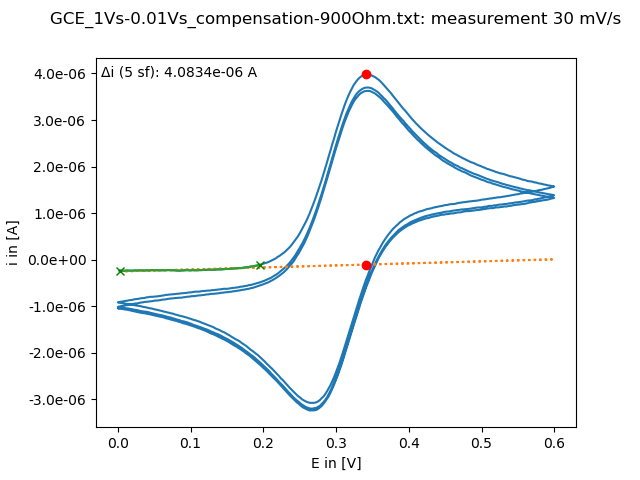 GCE_1Vs-0.01Vs_compensation-900Ohm.txt: measurement 30 mV/s
Δi (5 sf): 4.0834e-06 A
4.0e-06
3.0e-06
2.0e-06
1.0e-06
0.0e+00
-1.0e-06
-2.0e-06
-3.0e-06
i in [A]
0.0 0.1 0.2 0.3 0.4 0.5 0.6
E in [V]